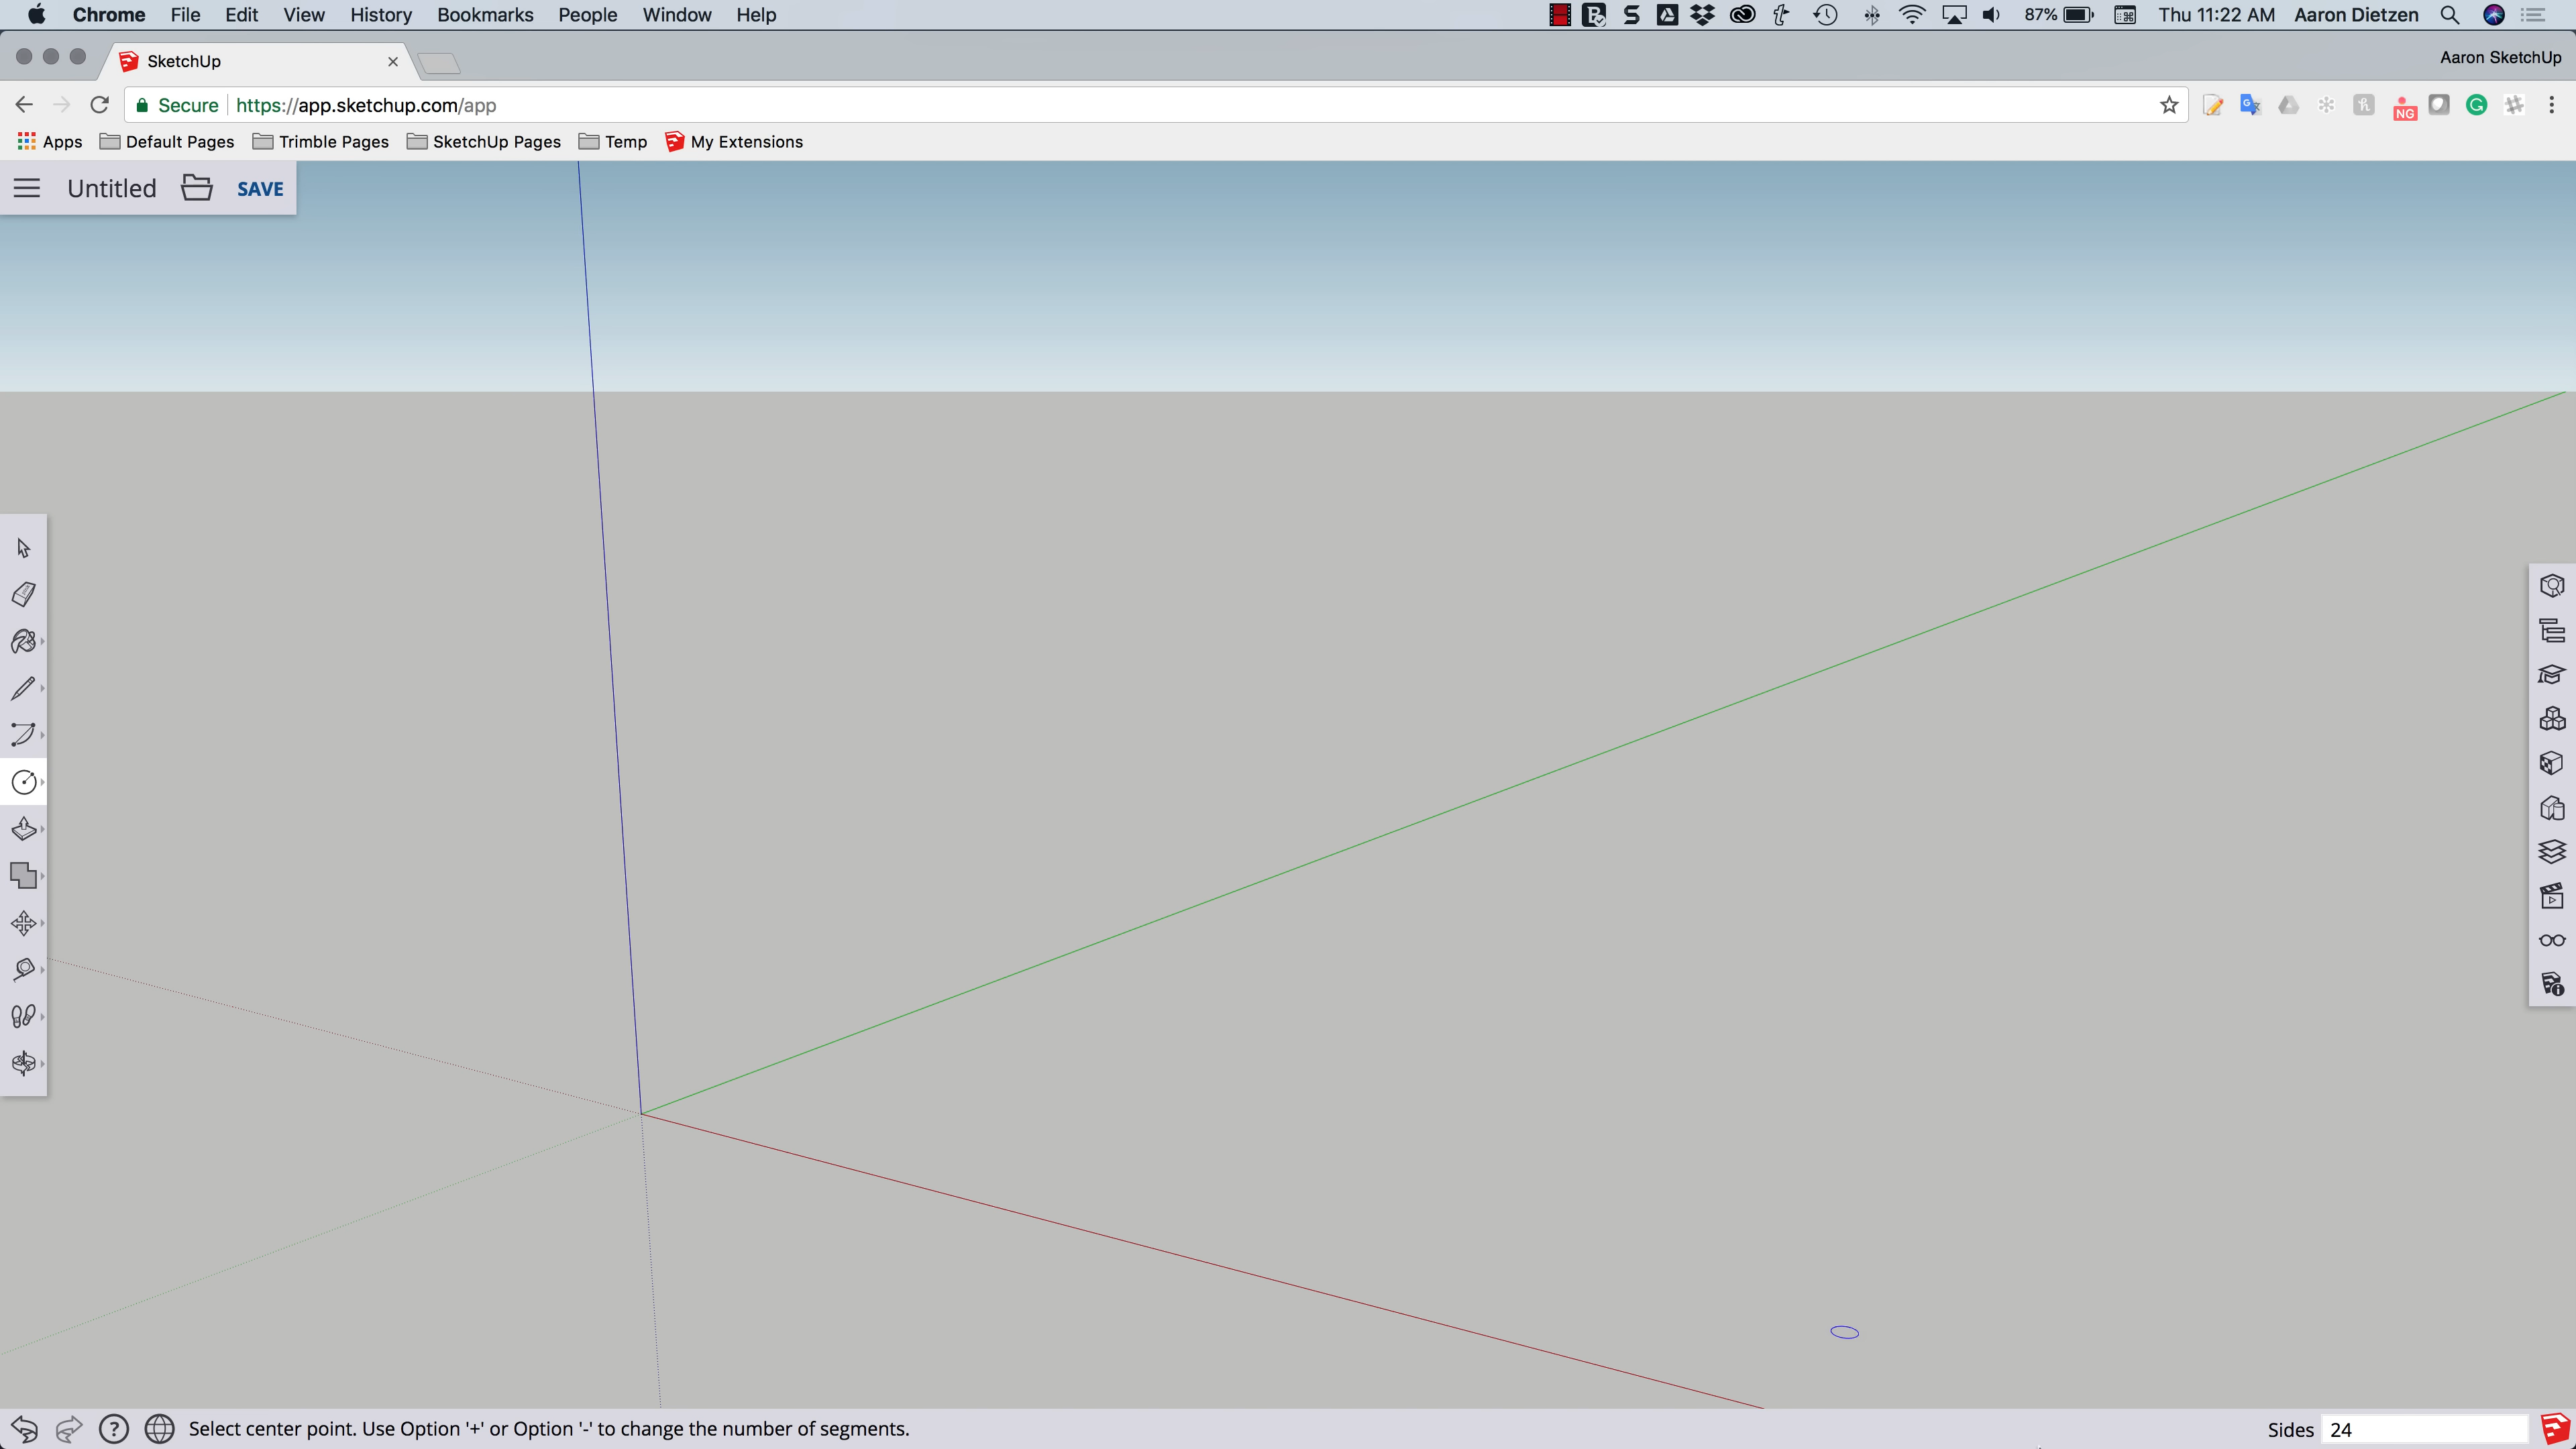 Chrome File Edit View History Bookmarks People Window Help 87% Thu 11:22 AM Aaron Dietzen
SketchUp Aaron SketchUp
Secure https://app.sketchup.com/app NG
Apps Default Pages Trimble Pages SketchUp Pages Temp My Extensions
Untitled SAVE
Select center point. Use Option '+' or Option '-' to change the number of segments. Sides 24